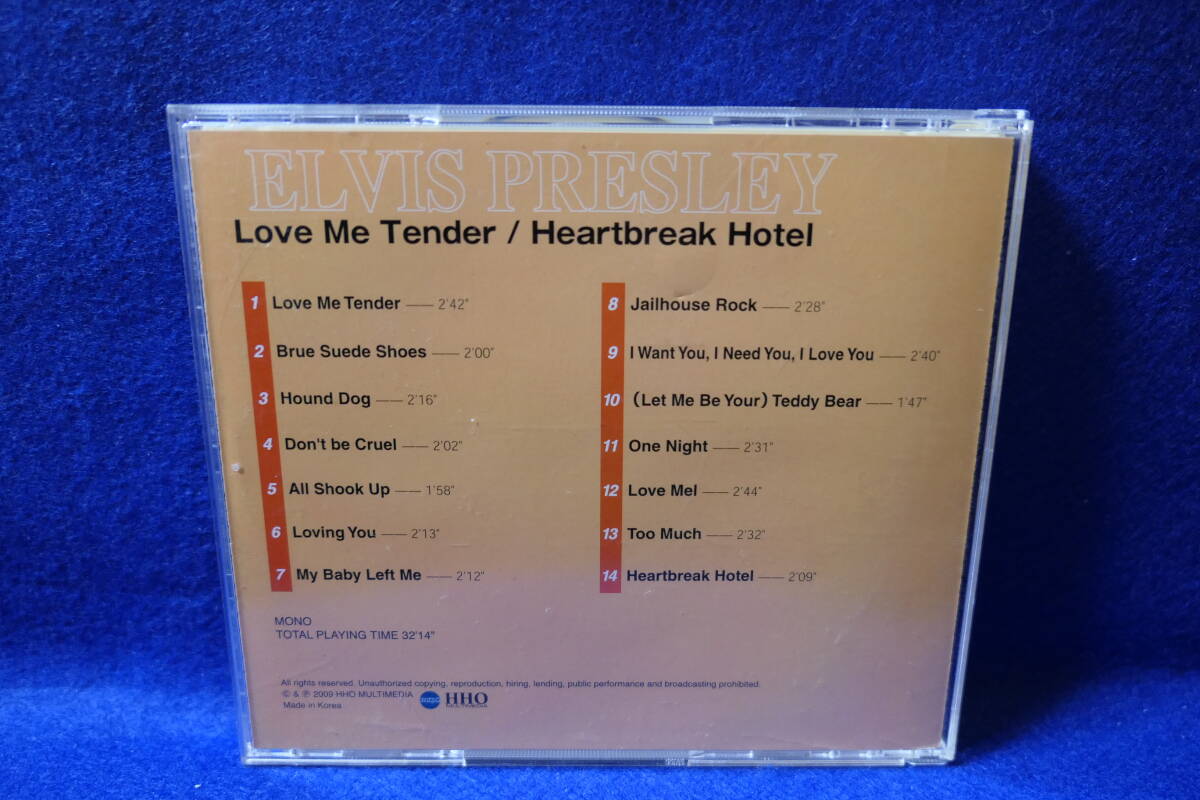 ELVIS PRESLEY
Love Me Tender / Heartbreak Hotel
1 Love Me Tender —— 2'42"
2 Brue Suede Shoes —— 2'00"
3 Hound Dog —— 2'16"
4 Don't be Cruel —— 2'02"
5 All Shook Up —— 1'58"
6 Loving You —— 2'13"
7 My Baby Left Me —— 2'12"
8 Jailhouse Rock —— 2'28"
9 I Want You, I Need You, I Love You —— 2'40"
10 (Let Me Be Your) Teddy Bear —— 1'47"
11 One Night —— 2'31"
12 Love Mel —— 2'44"
13 Too Much —— 2'32"
14 Heartbreak Hotel —— 2'09"
MONO
TOTAL PLAYING TIME 32'14"
All rights reserved. Unauthorized copying, reproduction, hiring, lending, public performance and broadcasting prohibited.
© & ℗ 2009 HHO MULTIMEDIA
HHO
MULTIMEDIA
Made in Korea